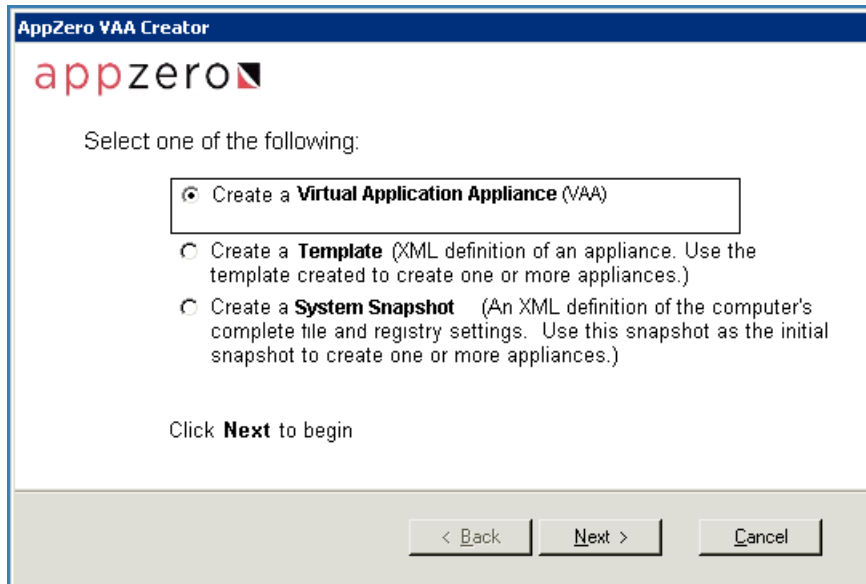 AppZero VAA Creator
appzero
Select one of the following:
Create a Virtual Application Appliance (VAA)
Create a Template (XML definition of an appliance. Use the
template created to create one or more appliances.)
Create a System Snapshot (An XML definition of the computer's
complete file and registry settings. Use this snapshot as the initial
snapshot to create one or more appliances.)
Click Next to begin
< Back Next > Cancel